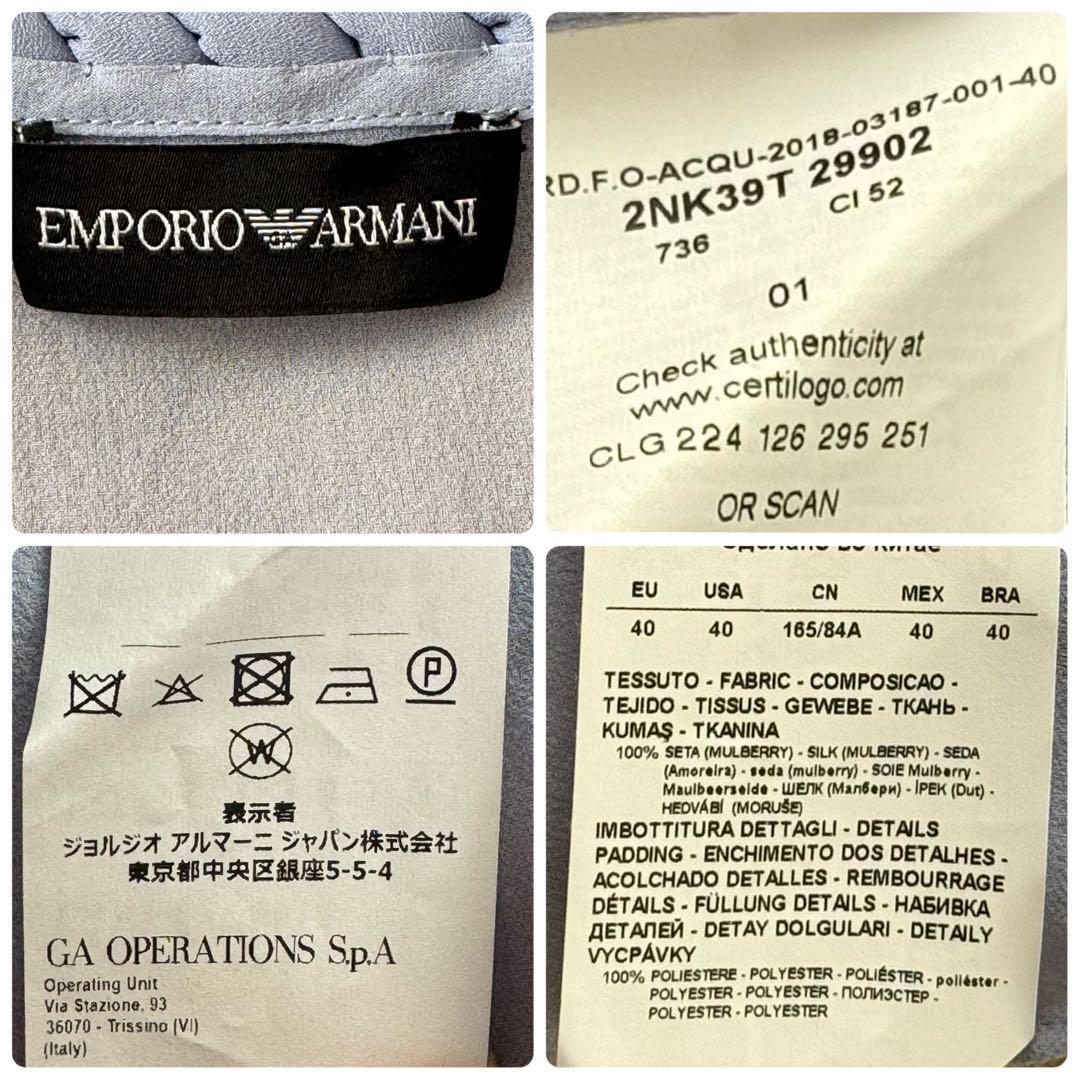 EMPORIO ARMANI
RD.F.O-ACQU-2018-03187-001-40
2NK39T 29902
736 CI 52
01
Check authenticity at
www.certilogo.com
CLG 224 126 295 251
OR SCAN
P
W
表示者
ジョルジオ アルマーニ ジャパン株式会社
東京都中央区銀座5-5-4
GA OPERATIONS S.p.A
Operating Unit
Via Stazione, 93
36070 - Trissino (VI)
(Italy)
Сделано во Китае
EU USA CN MEX BRA
40 40 165/84A 40 40
TESSUTO - FABRIC - COMPOSICAO -
TEJIDO - TISSUS - GEWEBE - ТКАНЬ -
KUMAŞ - TKANINA
100% SETA (MULBERRY) - SILK (MULBERRY) - SEDA
(Amoreira) - seda (mulberry) - SOIE Mulberry -
Maulbeerseide - ШЕЛК (Малбери) - İPEK (Dut) -
HEDVÁBÍ (MORUŠE)
IMBOTTITURA DETTAGLI - DETAILS
PADDING - ENCHIMENTO DOS DETALHES -
ACOLCHADO DETALLES - REMBOURRAGE
DÉTAILS - FÜLLUNG DETAILS - НАБИВКА
ДЕТАЛЕЙ - DETAY DOLGULARI - DETAILY
VYCPÁVKY
100% POLIESTERE - POLYESTER - POLIÉSTER - poliéster -
POLYESTER - POLYESTER - ПОЛИЭСТЕР -
POLYESTER - POLYESTER